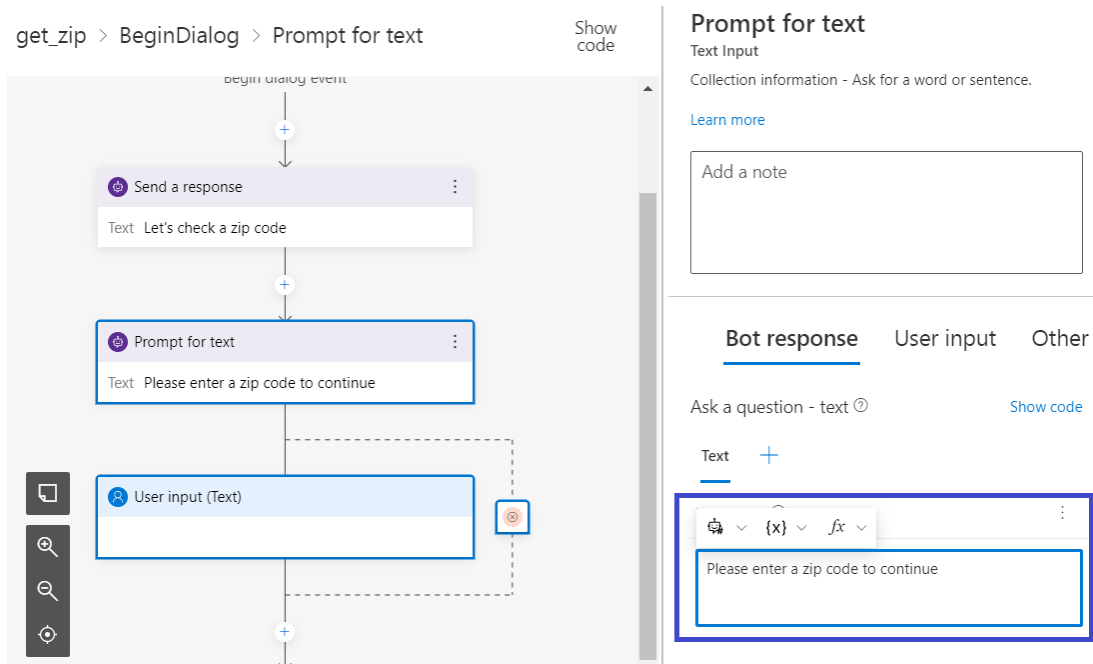 get_zip > BeginDialog > Prompt for text
Show
code
Begin dialog event
Send a response
Text Let's check a zip code
Prompt for text
Text Please enter a zip code to continue
User input (Text)
Prompt for text
Text Input
Collection information - Ask for a word or sentence.
Learn more
Add a note
Bot response User input Other
Ask a question - text
Show code
Text
{x} fx
Please enter a zip code to continue